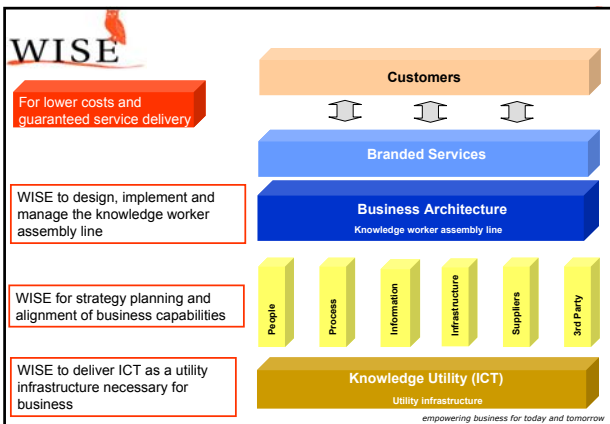 WISE
Customers
For lower costs and
guaranteed service delivery
Branded Services
WISE to design, implement and
manage the knowledge worker
assembly line
Business Architecture
Knowledge worker assembly line
WISE for strategy planning and
alignment of business capabilities
People
Process
Information
Infrastructure
Suppliers
3rd Party
WISE to deliver ICT as a utility
infrastructure necessary for
business
Knowledge Utility (ICT)
Utility infrastructure
empowering business for today and tomorrow